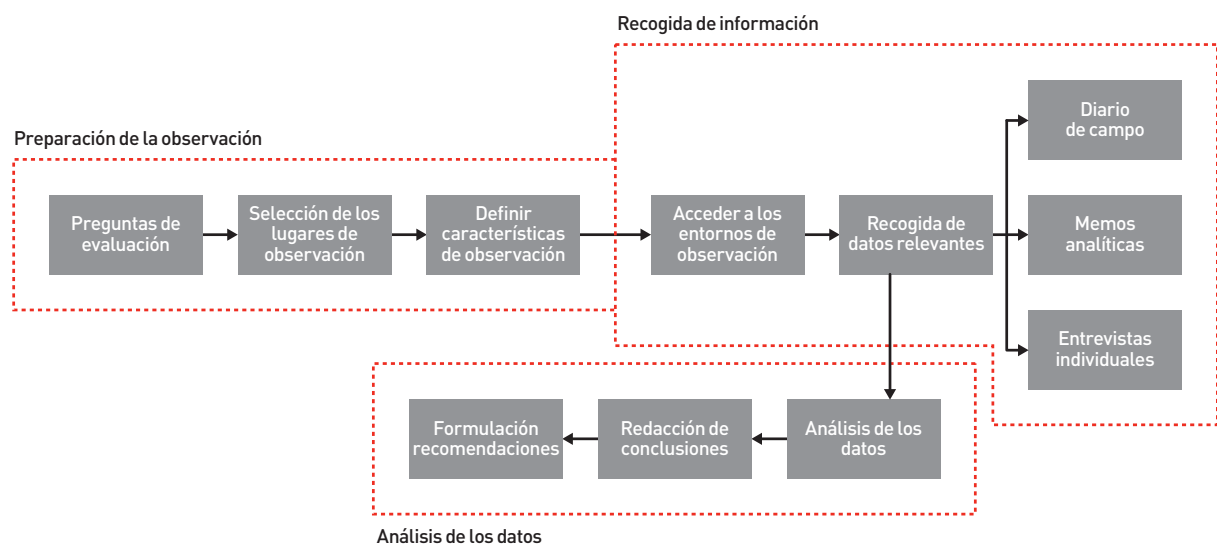 Recogida de información
Preparación de la observación
Preguntas de
evaluación
Selección de los
lugares de
observación
Definir
características
de observación
Acceder a los
entornos de
observación
Recogida de
datos relevantes
Diario
de campo
Memos
analíticas
Entrevistas
individuales
Análisis de los
datos
Redacción de
conclusiones
Formulación
recomendaciones
Análisis de los datos